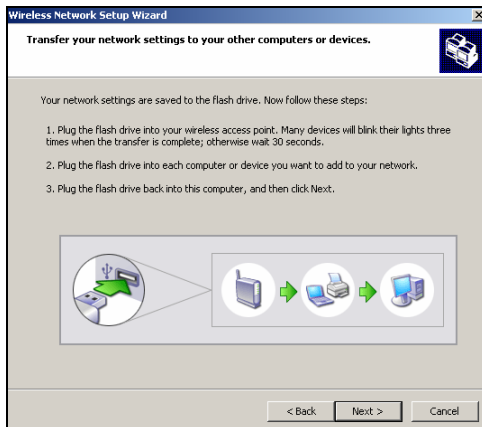 Wireless Network Setup Wizard
Transfer your network settings to your other computers or devices.
Your network settings are saved to the flash drive. Now follow these steps:
1. Plug the flash drive into your wireless access point. Many devices will blink their lights three
times when the transfer is complete; otherwise wait 30 seconds.
2. Plug the flash drive into each computer or device you want to add to your network.
3. Plug the flash drive back into this computer, and then click Next.
< Back Next > Cancel